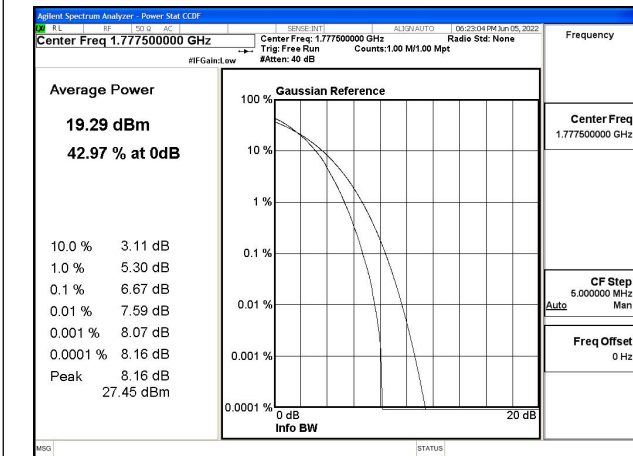 Agilent Spectrum Analyzer - Power Stat CCDF
LXI RL RF 50 Ω AC SENSE:INT ALIGN AUTO 06:23:04 PM Jun 05, 2022
Center Freq 1.777500000 GHz
Center Freq: 1.777500000 GHz Radio Std: None
Trig: Free Run Counts:1.00 M/1.00 Mpt
#IFGain:Low #Atten: 40 dB
Frequency
Average Power
19.29 dBm
42.97 % at 0dB
10.0 % 3.11 dB
1.0 % 5.30 dB
0.1 % 6.67 dB
0.01 % 7.59 dB
0.001 % 8.07 dB
0.0001 % 8.16 dB
Peak 8.16 dB
27.45 dBm
Gaussian Reference
100 %
10 %
1 %
0.1 %
0.01 %
0.001 %
0.0001 %
0 dB 20 dB
Info BW
Center Freq
1.777500000 GHz
CF Step
5.000000 MHz
Auto Man
Freq Offset
0 Hz
MSG STATUS